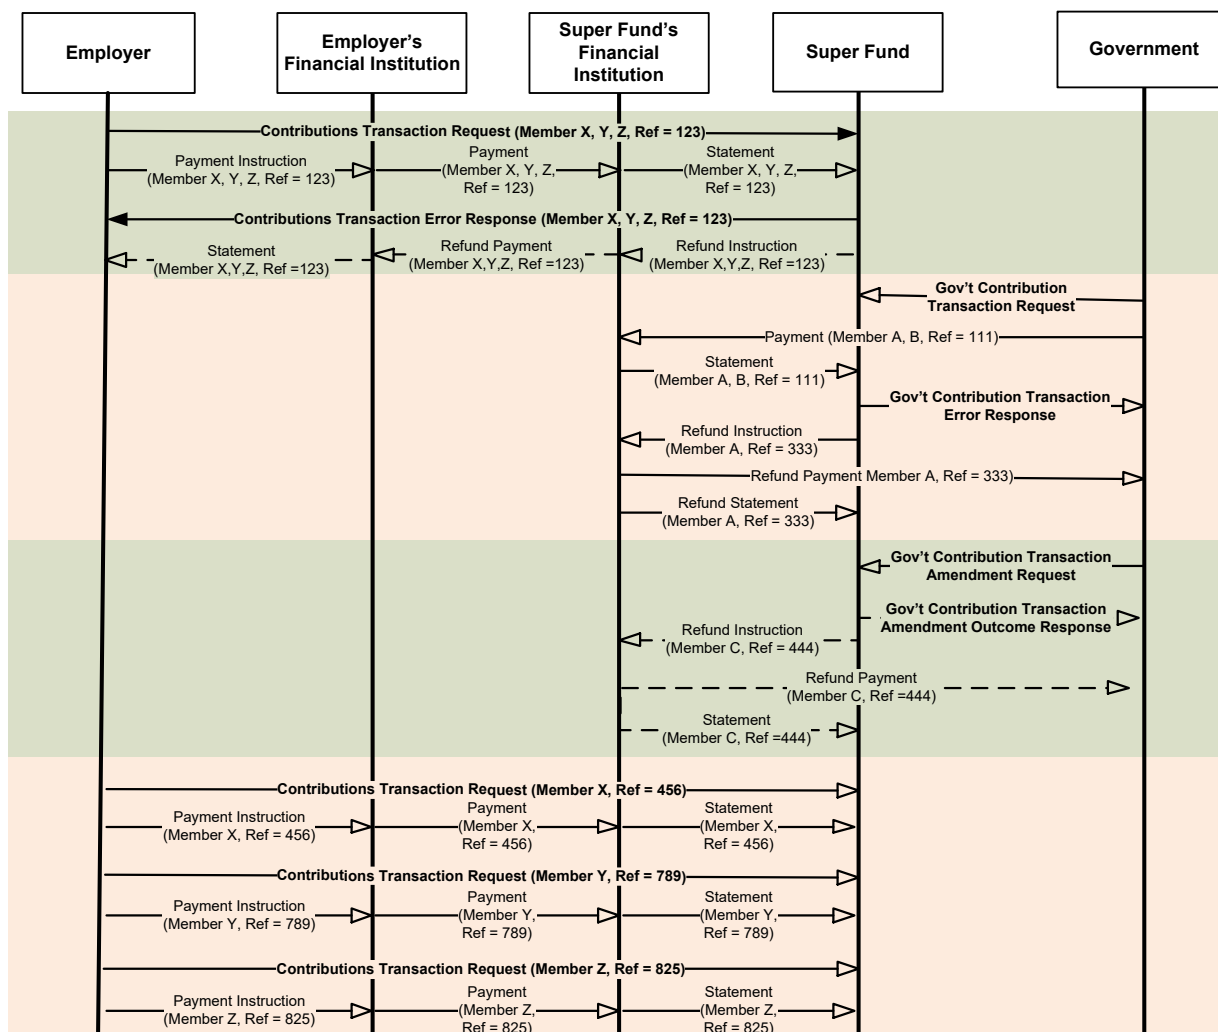 Employer
Employer's
Financial Institution
Super Fund's
Financial
Institution
Super Fund
Government
Contributions Transaction Request (Member X, Y, Z, Ref = 123)
Payment Instruction
(Member X, Y, Z, Ref = 123)
Payment
(Member X, Y, Z,
Ref = 123)
Statement
(Member X, Y, Z,
Ref = 123)
Contributions Transaction Error Response (Member X, Y, Z, Ref = 123)
Statement
(Member X,Y,Z, Ref =123)
Refund Payment
(Member X,Y,Z, Ref =123)
Refund Instruction
(Member X,Y,Z, Ref =123)
Gov't Contribution
Transaction Request
Payment (Member A, B, Ref = 111)
Statement
(Member A, B, Ref = 111)
Gov't Contribution Transaction
Error Response
Refund Instruction
(Member A, Ref = 333)
Refund Payment Member A, Ref = 333)
Refund Statement
(Member A, Ref = 333)
Gov't Contribution Transaction
Amendment Request
Gov't Contribution Transaction
Amendment Outcome Response
Refund Instruction
(Member C, Ref = 444)
Refund Payment
(Member C, Ref =444)
Statement
(Member C, Ref =444)
Contributions Transaction Request (Member X, Ref = 456)
Payment Instruction
(Member X, Ref = 456)
Payment
(Member X,
Ref = 456)
Statement
(Member X,
Ref = 456)
Contributions Transaction Request (Member Y, Ref = 789)
Payment Instruction
(Member Y, Ref = 789)
Payment
(Member Y,
Ref = 789)
Statement
(Member Y,
Ref = 789)
Contributions Transaction Request (Member Z, Ref = 825)
Payment Instruction
(Member Z, Ref = 825)
Payment
(Member Z,
Ref = 825)
Statement
(Member Z,
Ref = 825)